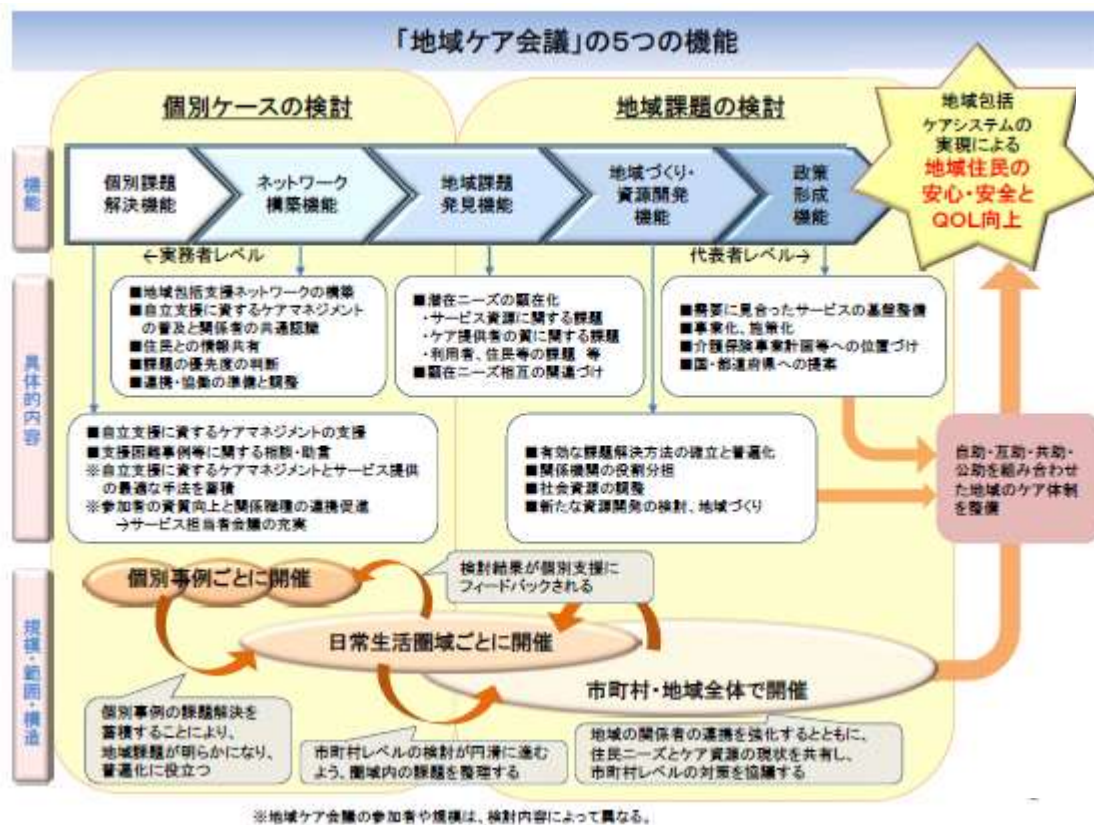 「地域ケア会議」の5つの機能
個別ケースの検討
地域課題の検討
地域包括
ケアシステムの
実現による
地域住民の
安心・安全と
QOL向上
機能
個別課題
解決機能
ネットワーク
構築機能
地域課題
発見機能
地域づくり・
資源開発
機能
政策
形成
機能
←実務者レベル
代表者レベル→
具体的内容
■地域包括支援ネットワークの構築
■自立支援に資するケアマネジメント
の普及と関係者の共通認識
■住民との情報共有
■課題の優先度の判断
■連携・協働の準備と調整
■潜在ニーズの顕在化
・サービス資源に関する課題
・ケア提供者の質に関する課題
・利用者、住民等の課題 等
■顕在ニーズ相互の関連づけ
■需要に見合ったサービスの基盤整備
■事業化、施策化
■介護保険事業計画等への位置づけ
■国・都道府県への提案
■自立支援に資するケアマネジメントの支援
■支援困難事例等に関する相談・助言
※自立支援に資するケアマネジメントとサービス提供
の最適な手法を蓄積
※参加者の資質向上と関係職種の連携促進
→サービス担当者会議の充実
■有効な課題解決方法の確立と普遍化
■関係機関の役割分担
■社会資源の調整
■新たな資源開発の検討、地域づくり
自助・互助・共助・
公助を組み合わせ
た地域のケア体制
を整備
規模・範囲・構造
個別事例ごとに開催
検討結果が個別支援に
フィードバックされる
日常生活圏域ごとに開催
市町村・地域全体で開催
個別事例の課題解決を
蓄積することにより、
地域課題が明らかになり、
普遍化に役立つ
市町村レベルの検討が円滑に進む
よう、圏域内の課題を整理する
地域の関係者の連携を強化するとともに、
住民ニーズとケア資源の現状を共有し、
市町村レベルの対策を協議する
※地域ケア会議の参加者や規模は、検討内容によって異なる。